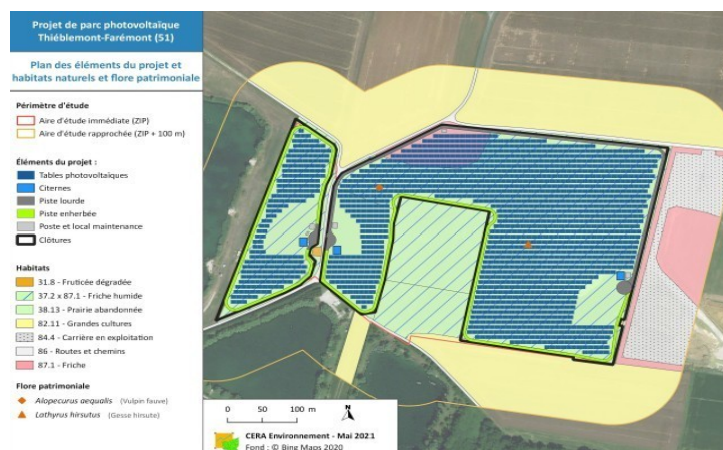 Projet de parc photovoltaïque
Thiéblemont-Farémont (51)
Plan des éléments du projet et
habitats naturels et flore patrimoniale
Périmètre d'étude
Aire d'étude immédiate (ZIP)
Aire d'étude rapprochée (ZIP + 100 m)
Éléments du projet :
Tables photovoltaïques
Citernes
Piste lourde
Piste enherbée
Poste et local maintenance
Clôtures
Habitats
31.8 - Fruticée dégradée
37.2 x 87.1 - Friche humide
38.13 - Prairie abandonnée
82.11 - Grandes cultures
84.4 - Carrière en exploitation
86 - Routes et chemins
87.1 - Friche
Flore patrimoniale
Alopecurus aequalis (Vulpin fauve)
Lathyrus hirsutus (Gesse hirsute)
0 50 100 m
N
CERA Environnement - Mai 2021
Fond : © Bing Maps 2020